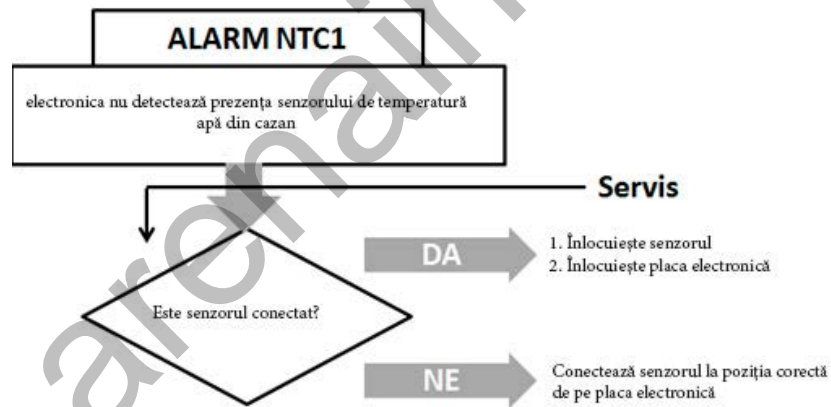 ALARM NTC1
electronica nu detectează prezența senzorului de temperatură
apă din cazan
Servis
DA
1. Înlocuiește senzorul
2. Înlocuiește placa electronică
Este senzorul conectat?
NE
Conectează senzorul la poziția corectă
de pe placa electronică